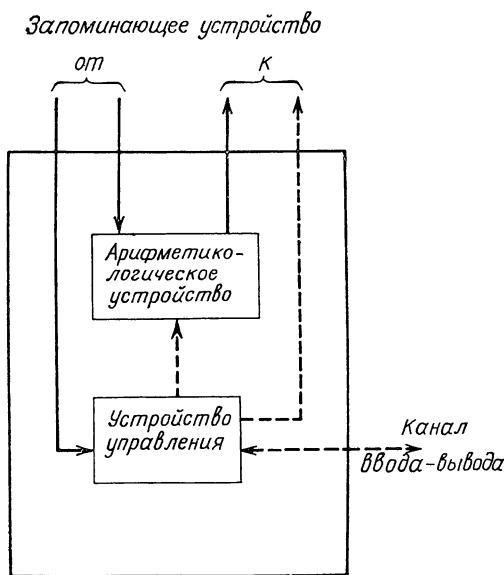 Запоминающее устройство
от
к
Арифметико-
логическое
устройство
Устройство
управления
Канал
ввода-вывода